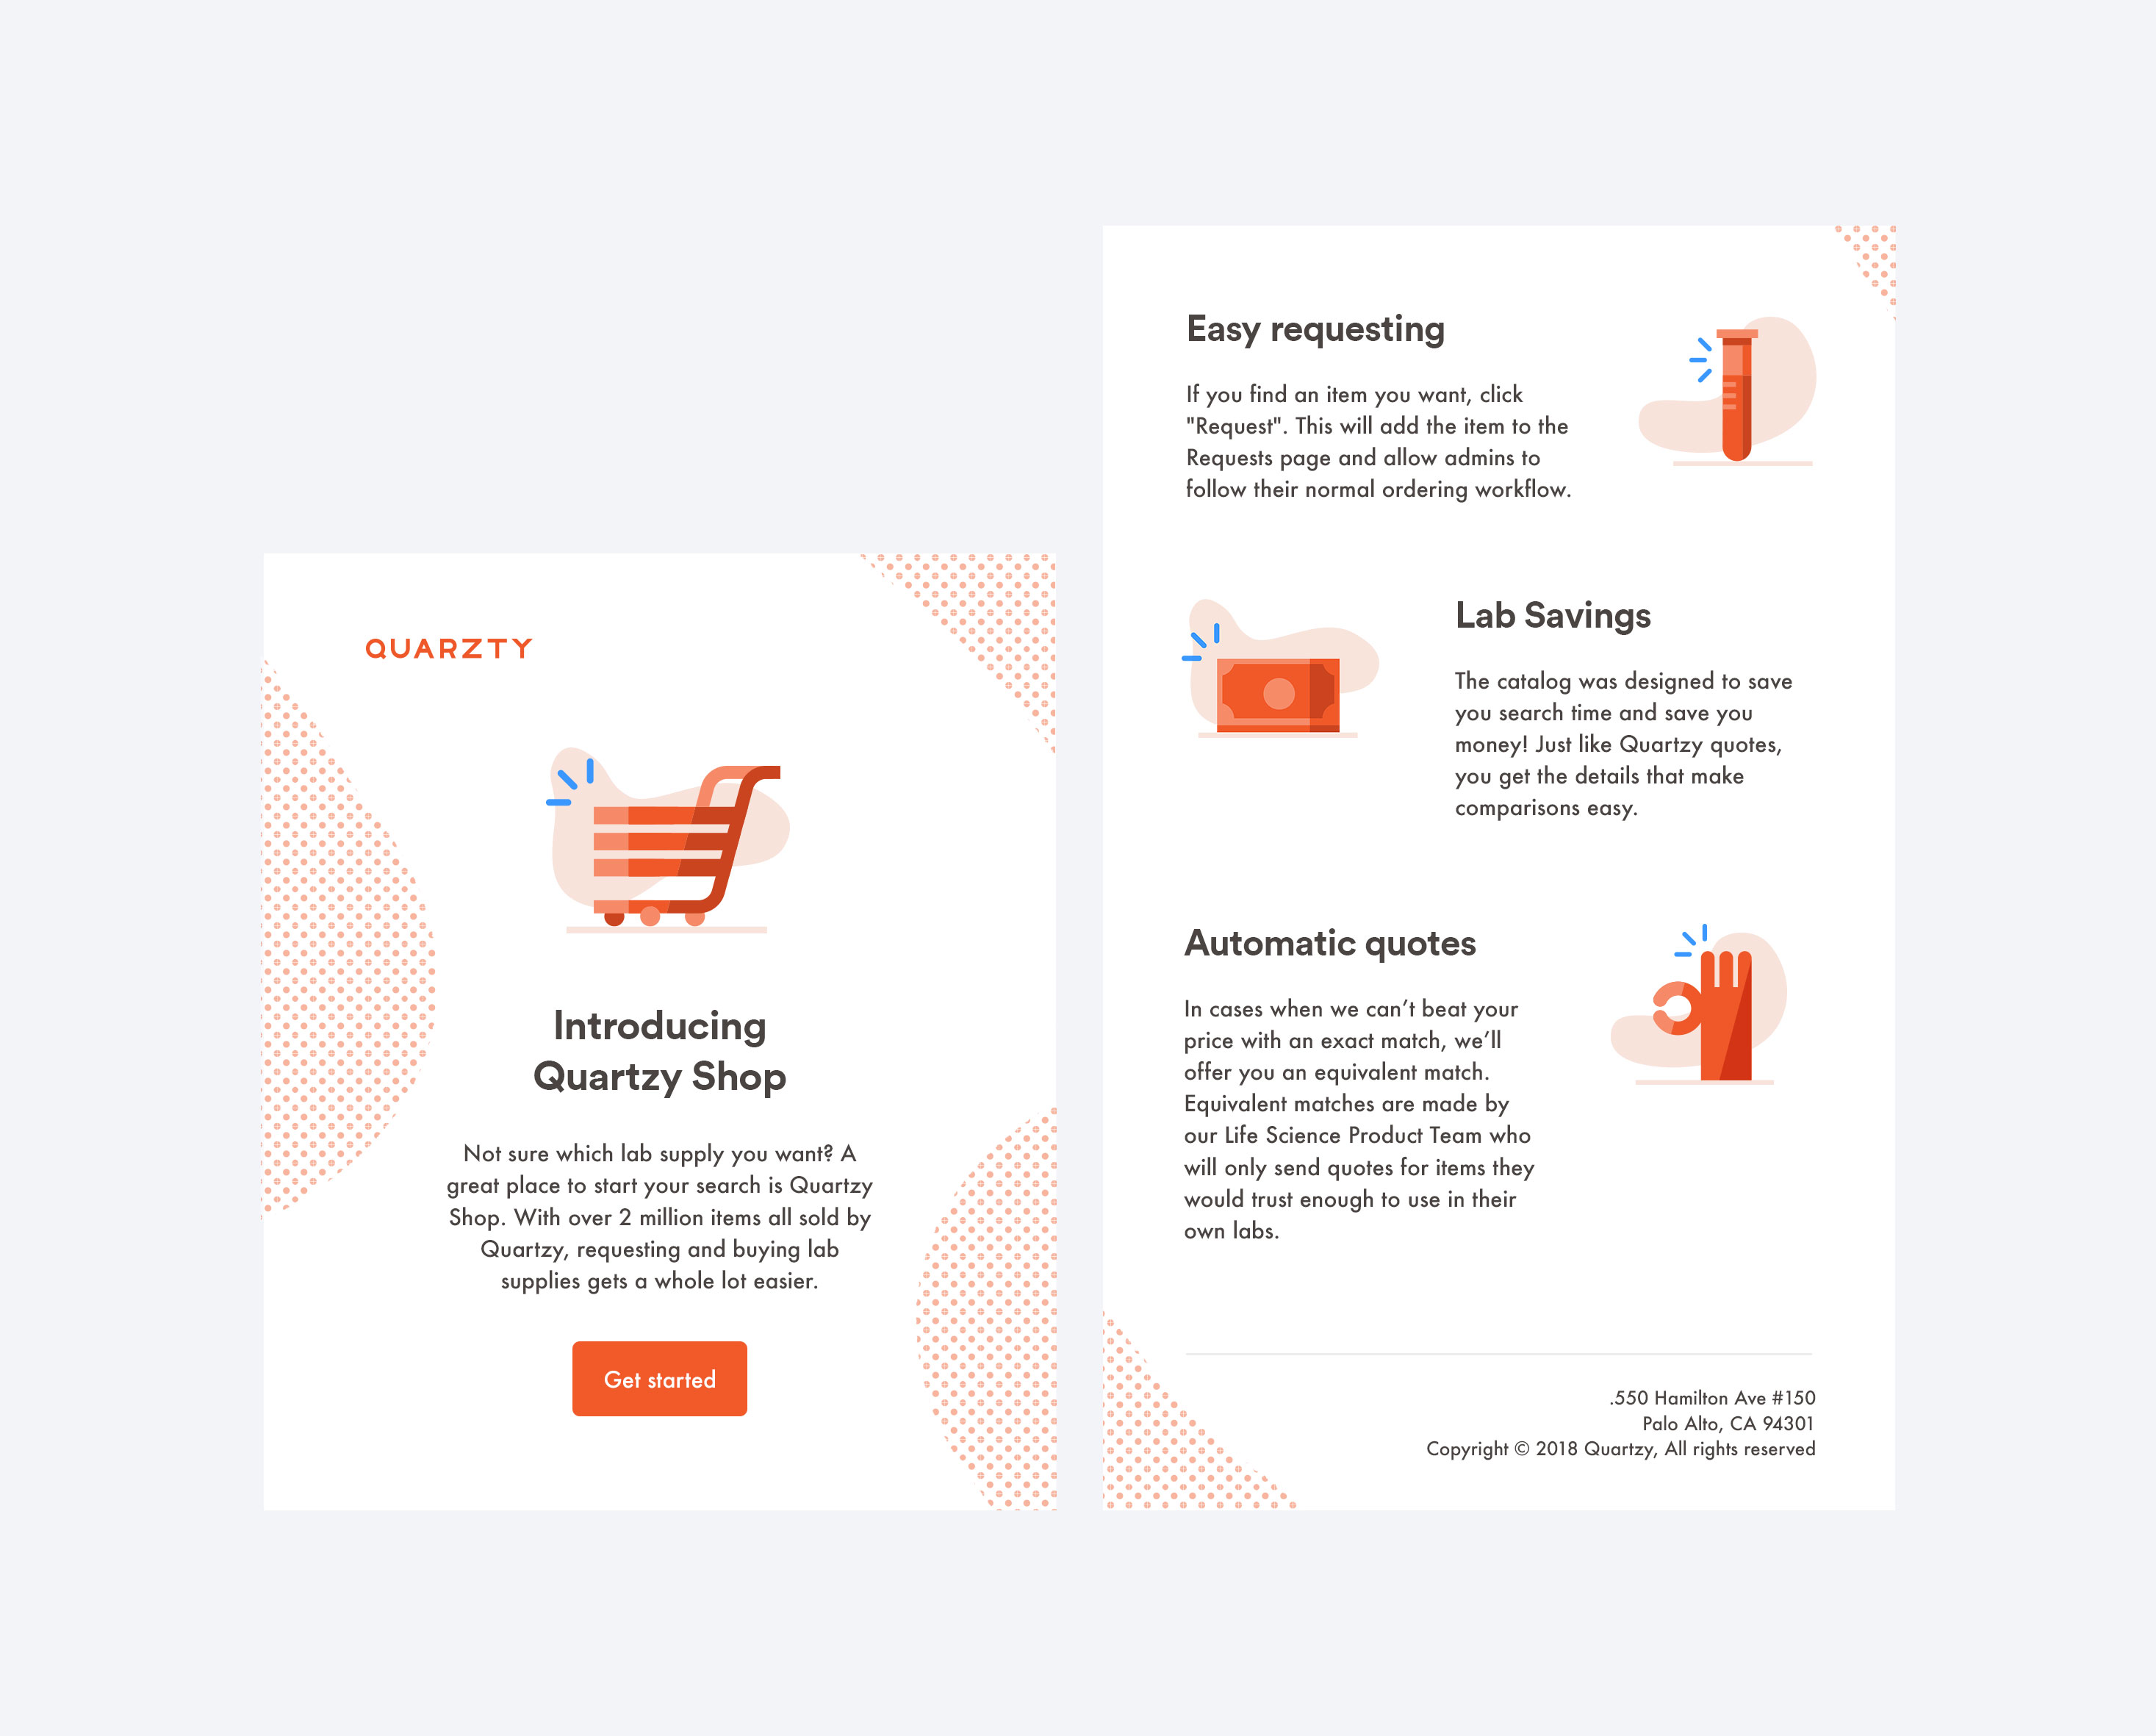 QUARZTY
Introducing
Quartzy Shop
Not sure which lab supply you want? A
great place to start your search is Quartzy
Shop. With over 2 million items all sold by
Quartzy, requesting and buying lab
supplies gets a whole lot easier.
Get started
Easy requesting
If you find an item you want, click
"Request". This will add the item to the
Requests page and allow admins to
follow their normal ordering workflow.
Lab Savings
The catalog was designed to save
you search time and save you
money! Just like Quartzy quotes,
you get the details that make
comparisons easy.
Automatic quotes
In cases when we can’t beat your
price with an exact match, we’ll
offer you an equivalent match.
Equivalent matches are made by
our Life Science Product Team who
will only send quotes for items they
would trust enough to use in their
own labs.
.550 Hamilton Ave #150
Palo Alto, CA 94301
Copyright © 2018 Quartzy, All rights reserved